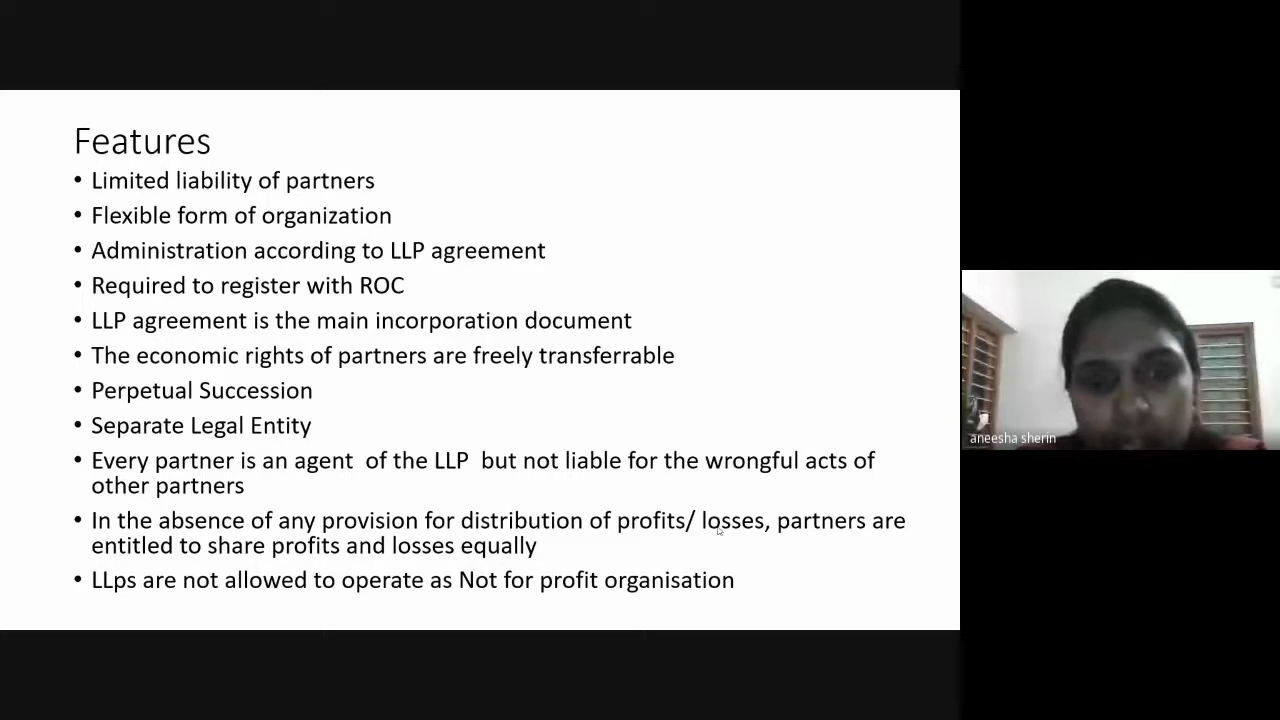 Features
• Limited liability of partners
• Flexible form of organization
• Administration according to LLP agreement
• Required to register with ROC
• LLP agreement is the main incorporation document
• The economic rights of partners are freely transferrable
• Perpetual Succession
• Separate Legal Entity
• Every partner is an agent  of the LLP  but not liable for the wrongful acts of
other partners
• In the absence of any provision for distribution of profits/ losses, partners are
entitled to share profits and losses equally
• LLps are not allowed to operate as Not for profit organisation
aneesha sherin